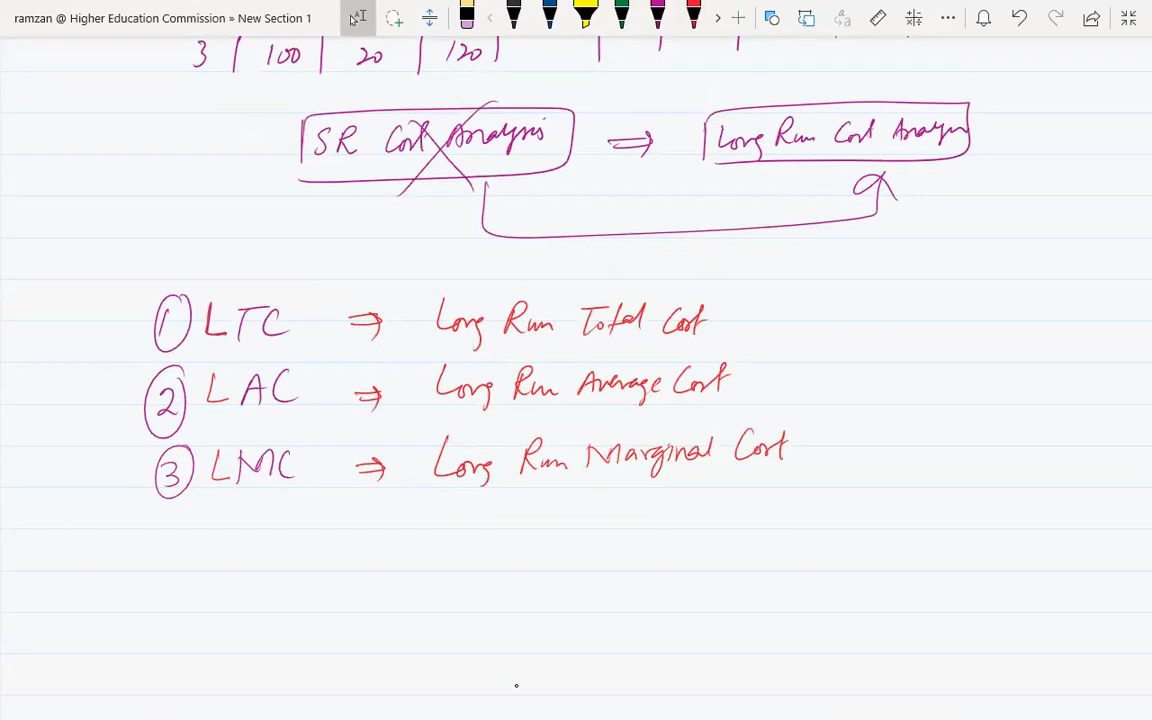 ramzan @ Higher Education Commission » New Section 1
3 | 100 | 20 | 120 |
SR Cost Analysis ⇒ Long Run Cost Analysis
① LTC ⇒ Long Run Total Cost
② LAC ⇒ Long Run Average Cost
③ LMC ⇒ Long Run Marginal Cost